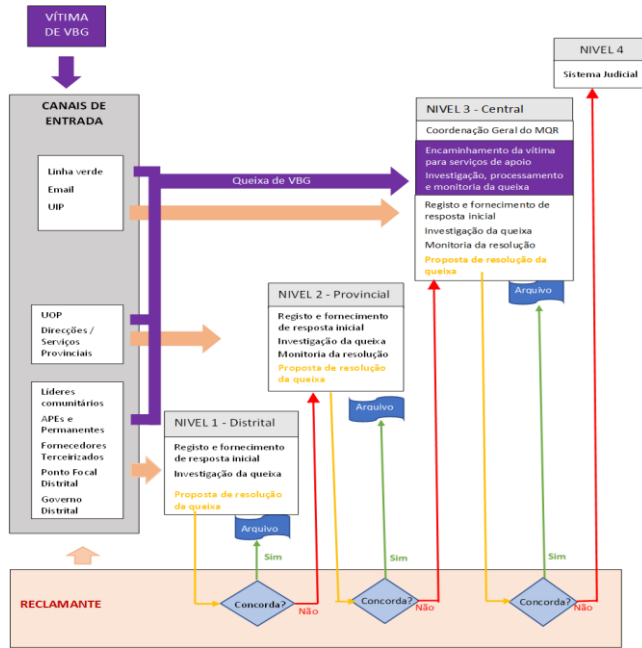 VÍTIMA
DE VBG
CANAIS DE
ENTRADA
Linha verde
Email
UIP
UOP
Direcções /
Serviços
Provinciais
Líderes
comunitários
APEs e
Permanentes
Fornecedores
Terceirizados
Ponto Focal
Distrital
Governo
Distrital
Queixa de VBG
NIVEL 1 - Distrital
Registo e fornecimento
de resposta inicial
Investigação da queixa
Proposta de resolução
da queixa
Arquivo
Sim
NIVEL 2 - Provincial
Registo e fornecimento
de resposta inicial
Investigação da queixa
Monitoria da resolução
Proposta de resolução
da queixa
Arquivo
Sim
NIVEL 3 - Central
Coordenação Geral do MQR
Encaminhamento da vítima
para serviços de apoio
Investigação, processamento
e monitoria da queixa
Registo e fornecimento de
resposta inicial
Investigação da queixa
Monitoria da resolução
Proposta de resolução da
queixa
Arquivo
Sim
NIVEL 4
Sistema Judicial
RECLAMANTE
Concorda?
Não
Concorda?
Não
Concorda?
Não